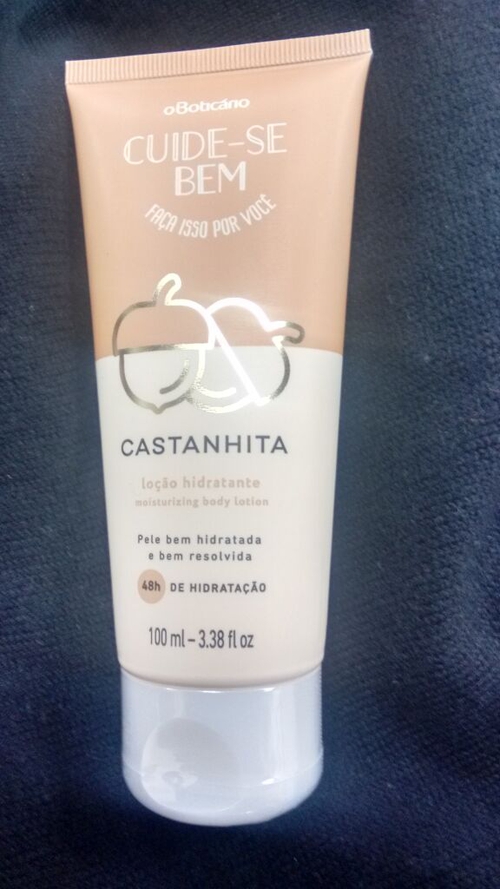 oBoticário
CUIDE-SE
BEM
FAÇA ISSO POR VOCÊ
CASTANHITA
loção hidratante
moisturizing body lotion
Pele bem hidratada
e bem resolvida
48h DE HIDRATAÇÃO
100 ml – 3.38 fl oz